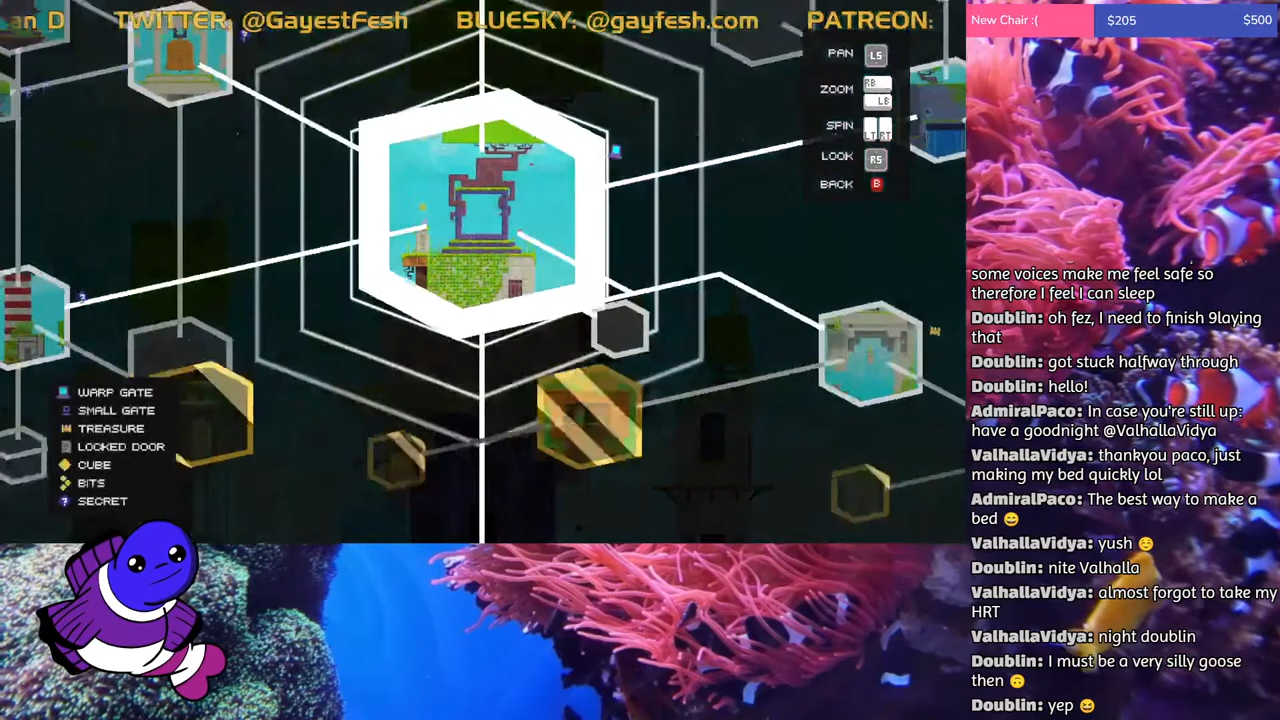 an D TWITTER: @GayestFesh BLUESKY: @gayfesh.com PATREON:
New Chair :( $205 $500
PAN LS
ZOOM RB LB
SPIN LT RT
LOOK RS
BACK B
WARP GATE
SMALL GATE
TREASURE
LOCKED DOOR
CUBE
BITS
? SECRET
some voices make me feel safe so
therefore I feel I can sleep
Doublin: oh fez, I need to finish 9laying
that
Doublin: got stuck halfway through
Doublin: hello!
AdmiralPaco: In case you're still up:
have a goodnight @ValhallaVidya
ValhallaVidya: thankyou paco, just
making my bed quickly lol
AdmiralPaco: The best way to make a
bed 😄
ValhallaVidya: yush ☺️
Doublin: nite Valhalla
ValhallaVidya: almost forgot to take my
HRT
ValhallaVidya: night doublin
Doublin: I must be a very silly goose
then 🙃
Doublin: yep 😆